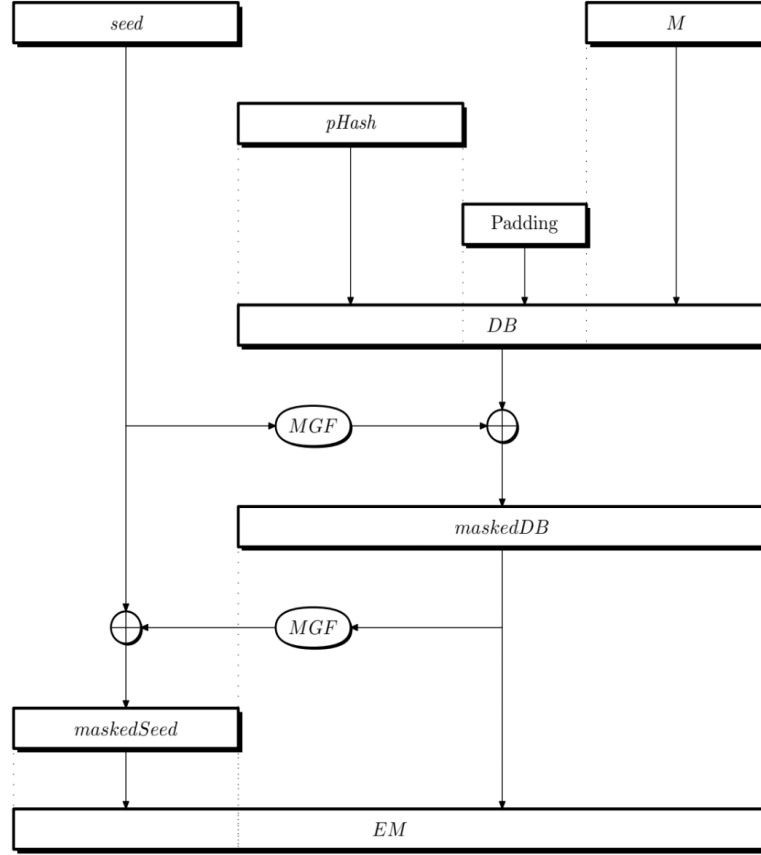 seed
M
pHash
Padding
DB
MGF
maskedDB
MGF
maskedSeed
EM